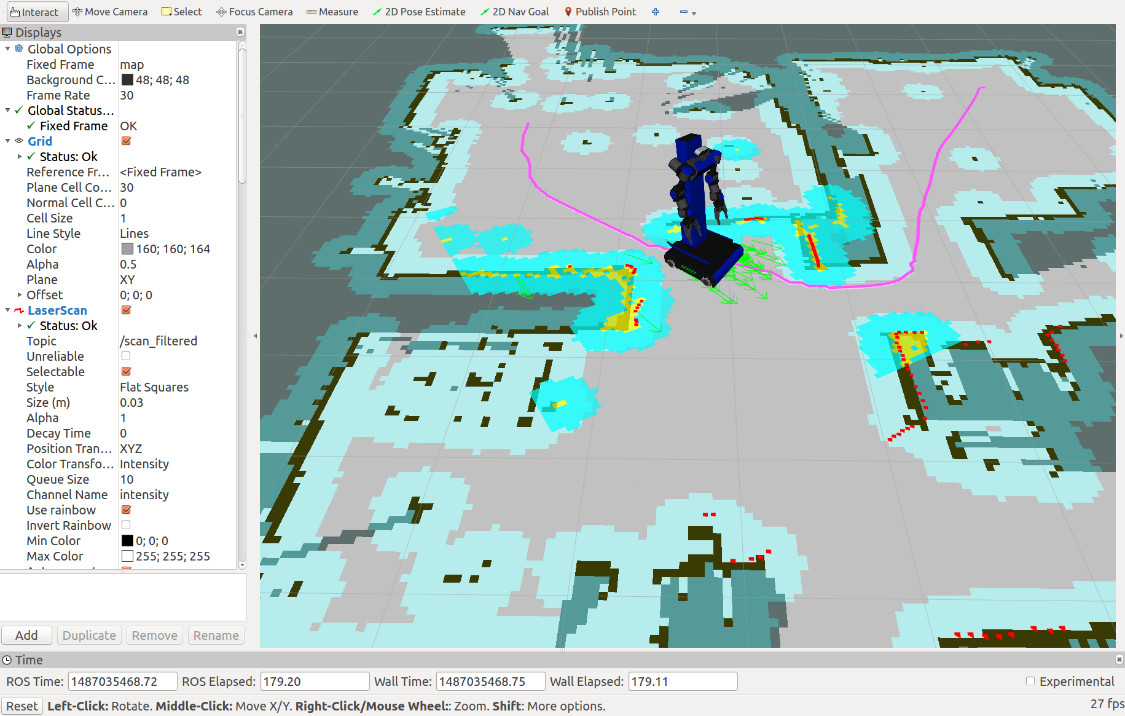 Interact Move Camera Select Focus Camera Measure 2D Pose Estimate 2D Nav Goal Publish Point
Displays
Global Options
Fixed Frame map
Background C... 48; 48; 48
Frame Rate 30
Global Status...
Fixed Frame OK
Grid
Status: Ok
Reference Fr... <Fixed Frame>
Plane Cell Co... 30
Normal Cell C... 0
Cell Size 1
Line Style Lines
Color 160; 160; 164
Alpha 0.5
Plane XY
Offset 0; 0; 0
LaserScan
Status: Ok
Topic /scan_filtered
Unreliable
Selectable
Style Flat Squares
Size (m) 0.03
Alpha 1
Decay Time 0
Position Tran... XYZ
Color Transfo... Intensity
Queue Size 10
Channel Name intensity
Use rainbow
Invert Rainbow
Min Color 0; 0; 0
Max Color 255; 255; 255
Add Duplicate Remove Rename
Time
ROS Time: 1487035468.72 ROS Elapsed: 179.20 Wall Time: 1487035468.75 Wall Elapsed: 179.11 Experimental
Reset Left-Click: Rotate. Middle-Click: Move X/Y. Right-Click/Mouse Wheel:: Zoom. Shift: More options. 27 fps